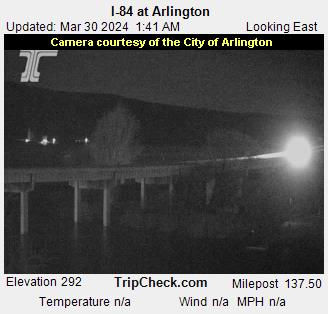 I-84 at Arlington
Updated: Mar 30 2024 1:41 AM Looking East
Camera courtesy of the City of Arlington
Elevation 292 TripCheck.com Milepost 137.50
Temperature n/a Wind n/a MPH n/a